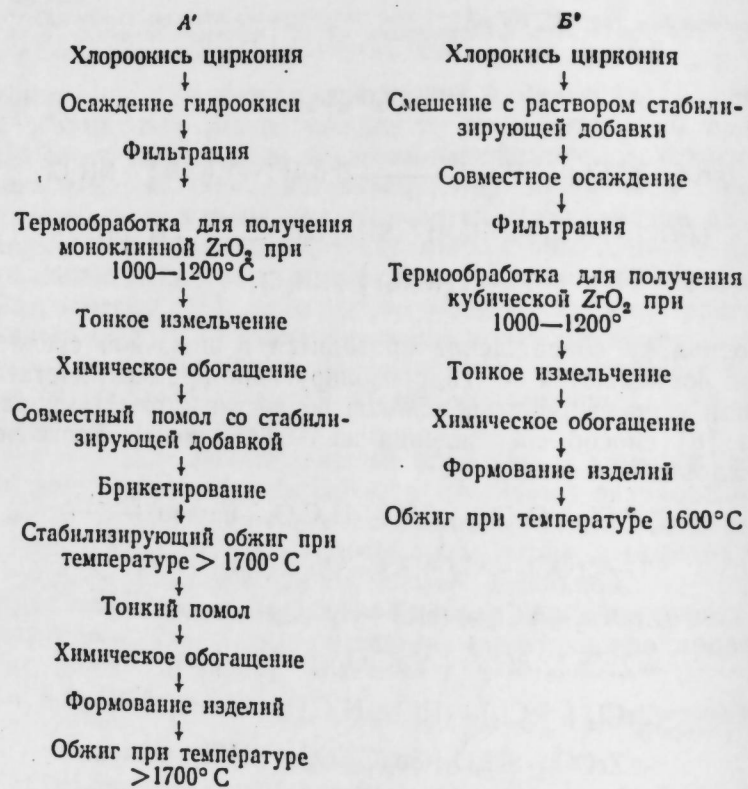 А'
Хлороокись циркония
↓
Осаждение гидроокиси
↓
Фильтрация
↓
Термообработка для получения
моноклинной ZrO₂ при
1000—1200° С
↓
Тонкое измельчение
↓
Химическое обогащение
↓
Совместный помол со стабили-
зирующей добавкой
↓
Брикетирование
↓
Стабилизирующий обжиг при
температуре > 1700° С
↓
Тонкий помол
↓
Химическое обогащение
↓
Формование изделий
↓
Обжиг при температуре
>1700° С
Б'
Хлорокись циркония
↓
Смешение с раствором стабили-
зирующей добавки
↓
Совместное осаждение
↓
Фильтрация
↓
Термообработка для получения
кубической ZrO₂ при
1000—1200°
↓
Тонкое измельчение
↓
Химическое обогащение
↓
Формование изделий
↓
Обжиг при температуре 1600°С